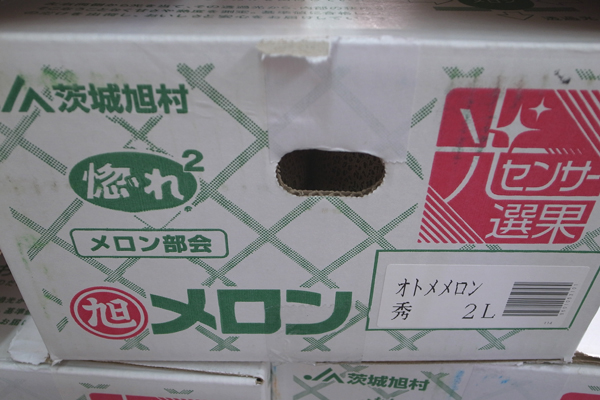 JA茨城旭村
惚れ2
メロン部会
旭 メロン
光センサー
選果
オトメメロン
秀 2L
JA茨城旭村